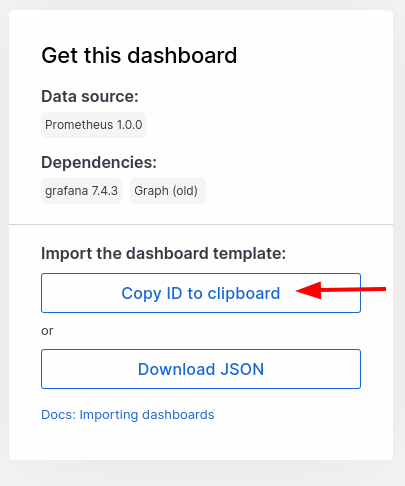 Get this dashboard
Data source:
Prometheus 1.0.0
Dependencies:
grafana 7.4.3 Graph (old)
Import the dashboard template:
Copy ID to clipboard
or
Download JSON
Docs: Importing dashboards